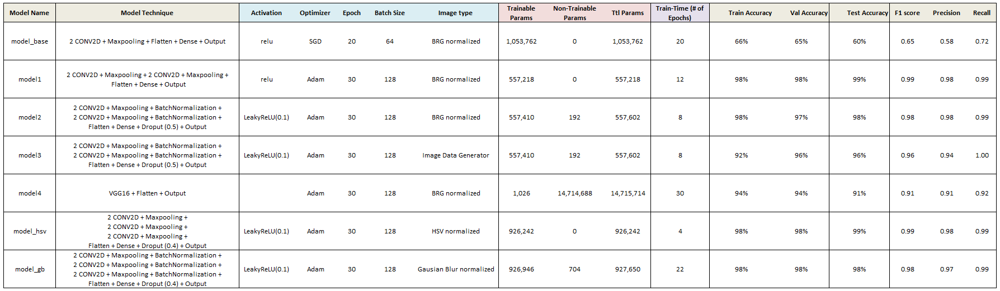 Model Name Model Technique Activation Optimizer Epoch Batch Size Image type Trainable Params Non-Trainable Params Ttl Params Train-Time (# of Epochs) Train Accuracy Val Accuracy Test Accuracy F1 score Precision Recall
model_base 2 CONV2D + Maxpooling + Flatten + Dense + Output relu SGD 20 64 BRG normalized 1,053,762 0 1,053,762 20 66% 65% 60% 0.65 0.58 0.72
model1 2 CONV2D + Maxpooling + 2 CONV2D + Maxpooling +
Flatten + Dense + Output relu Adam 30 128 BRG normalized 557,218 0 557,218 12 98% 98% 99% 0.99 0.98 0.99
model2 2 CONV2D + Maxpooling + BatchNormalization +
2 CONV2D + Maxpooling + BatchNormalization +
Flatten + Dense + Droput (0.5) + Output LeakyReLU(0.1) Adam 30 128 BRG normalized 557,410 192 557,602 8 98% 97% 98% 0.98 0.98 0.99
model3 2 CONV2D + Maxpooling + BatchNormalization +
2 CONV2D + Maxpooling + BatchNormalization +
Flatten + Dense + Droput (0.5) + Output LeakyReLU(0.1) Adam 30 128 Image Data Generator 557,410 192 557,602 8 92% 96% 96% 0.96 0.94 1.00
model4 VGG16 + Flatten + Output Adam 30 128 BRG normalized 1,026 14,714,688 14,715,714 30 94% 94% 91% 0.91 0.91 0.92
model_hsv 2 CONV2D + Maxpooling +
2 CONV2D + Maxpooling +
2 CONV2D + Maxpooling +
Flatten + Dense + Droput (0.4) + Output LeakyReLU(0.1) Adam 30 128 HSV normalized 926,242 0 926,242 4 98% 98% 99% 0.99 0.98 0.99
model_gb 2 CONV2D + Maxpooling + BatchNormalization +
2 CONV2D + Maxpooling + BatchNormalization +
2 CONV2D + Maxpooling + BatchNormalization +
Flatten + Dense + Droput (0.4) + Output LeakyReLU(0.1) Adam 30 128 Gausian Blur normalized 926,946 704 927,650 22 98% 98% 98% 0.98 0.97 0.99